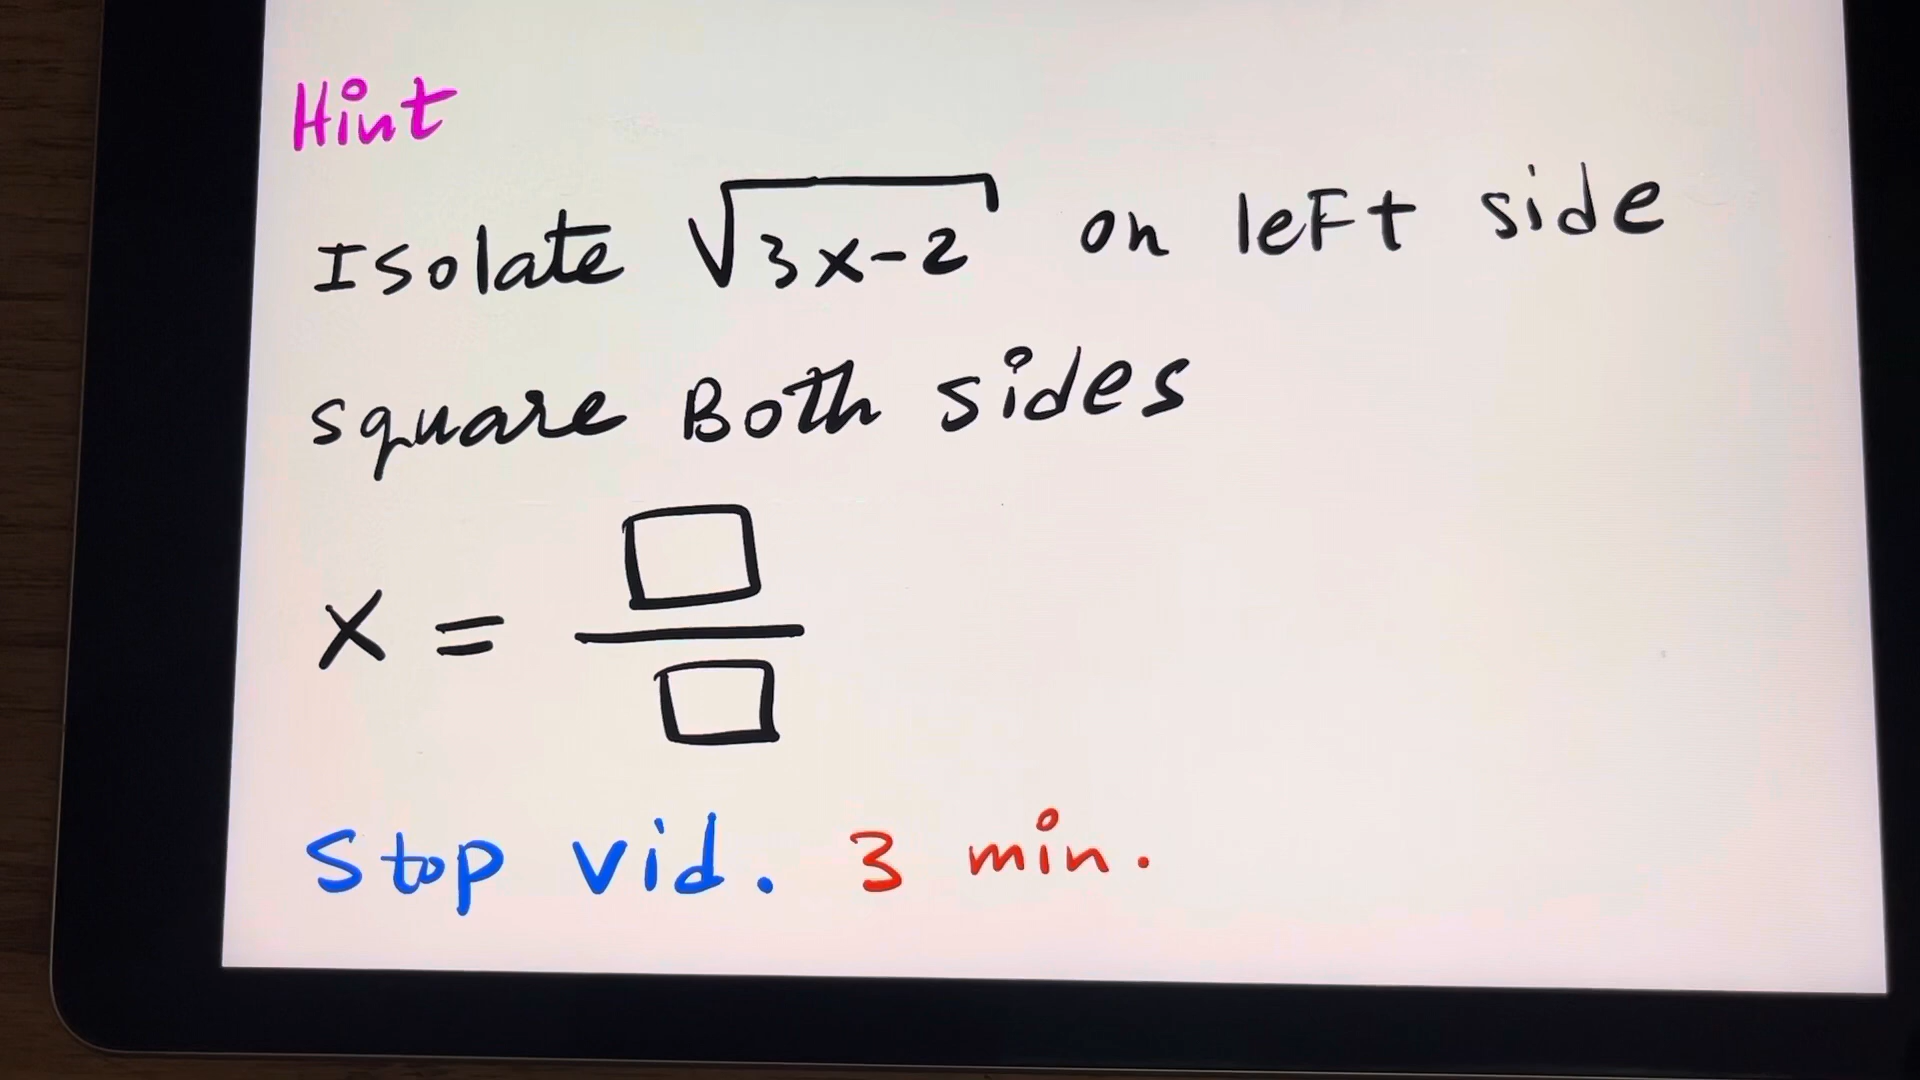 Hint
Isolate √3x-2 on left side
square Both sides
x = □/□
Stop vid. 3 min.